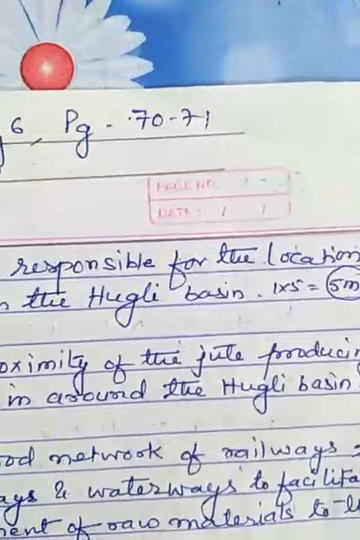 6, Pg - 70-71
PAGE NO. / /
DATE: / /
responsible for the location
the Hugli basin. 1x5 = 5m
oximity of the jute producin
in around the Hugli basin
od network of railways
ays & waterways to facilita
ment of raw materials to